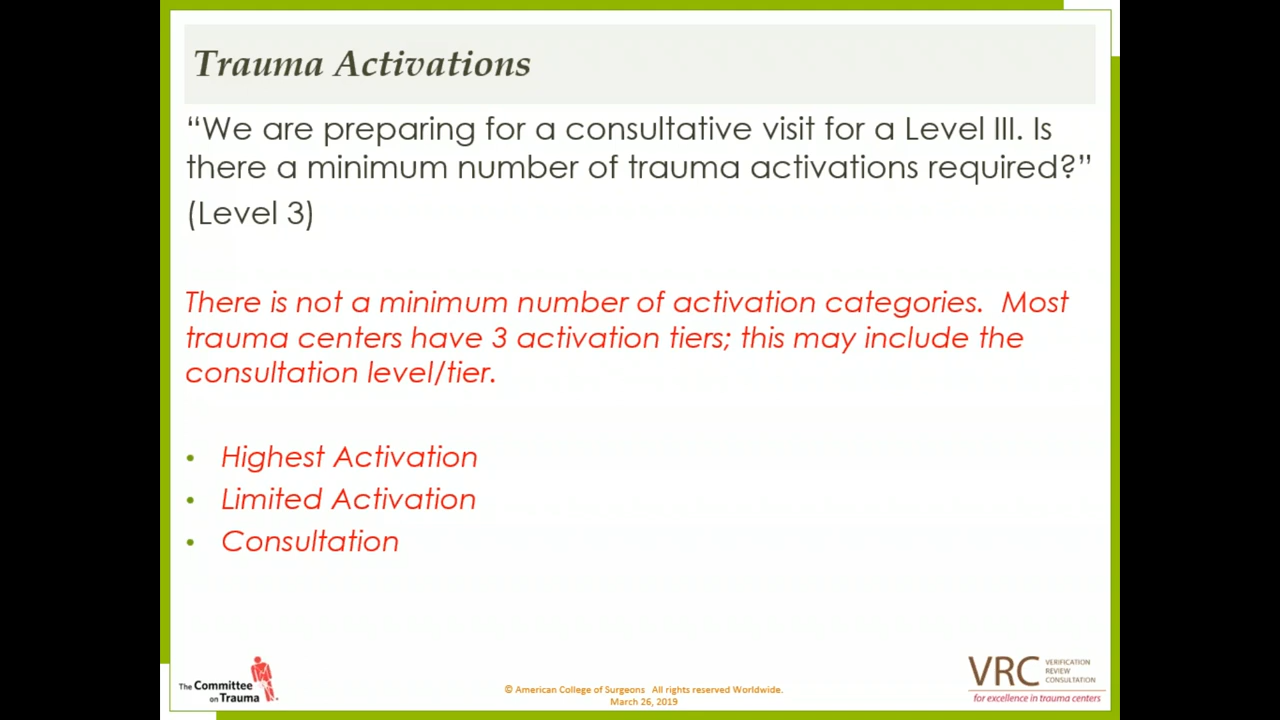 Trauma Activations
“We are preparing for a consultative visit for a Level III. Is
there a minimum number of trauma activations required?”
(Level 3)
There is not a minimum number of activation categories.  Most
trauma centers have 3 activation tiers; this may include the
consultation level/tier.
• Highest Activation
• Limited Activation
• Consultation
The Committee
on Trauma
© American College of Surgeons   All rights reserved Worldwide.
March 26, 2019
VRC
VERIFICATION
REVIEW
CONSULTATION
for excellence in trauma centers